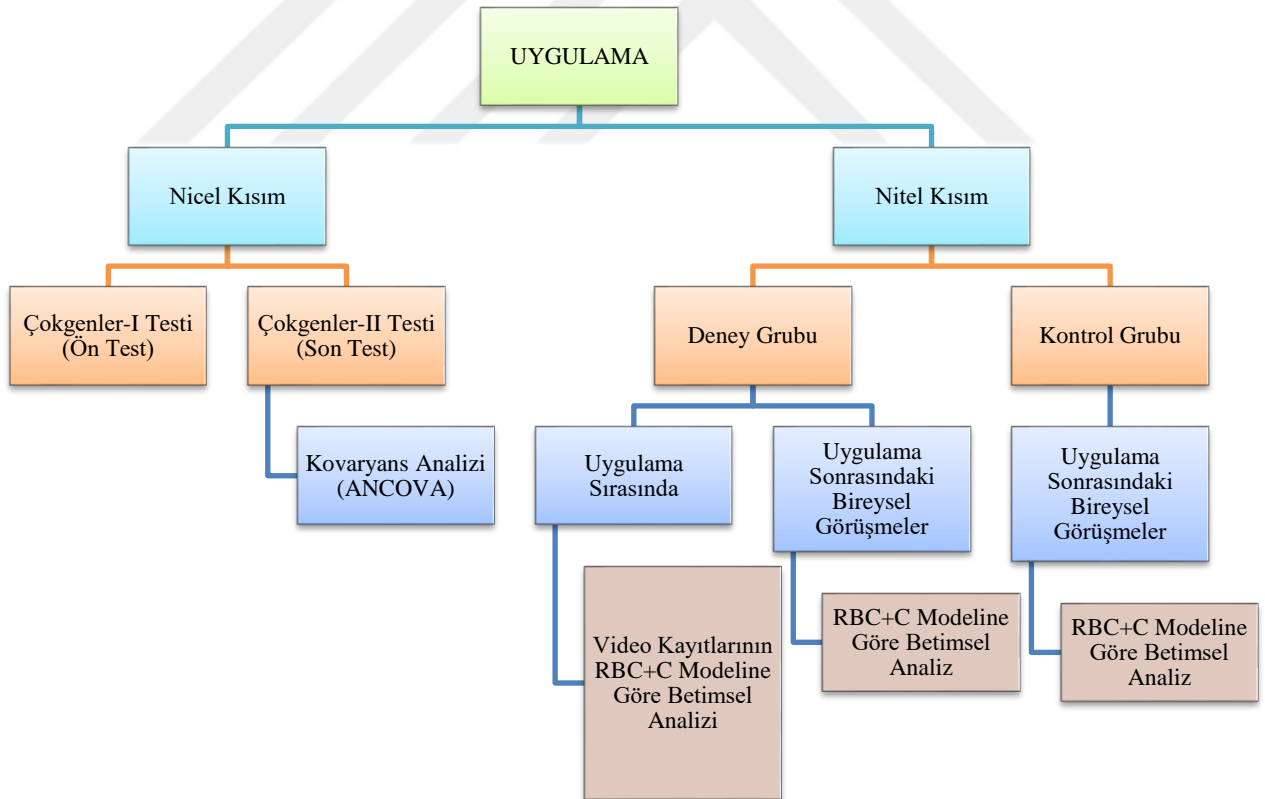 UYGULAMA
Nicel Kısım
Nitel Kısım
Çokgenler-I Testi
(Ön Test)
Çokgenler-II Testi
(Son Test)
Deney Grubu
Kontrol Grubu
Kovaryans Analizi
(ANCOVA)
Uygulama
Sırasında
Uygulama
Sonrasındaki
Bireysel
Görüşmeler
Uygulama
Sonrasındaki
Bireysel
Görüşmeler
Video Kayıtlarının
RBC+C Modeline
Göre Betimsel
Analizi
RBC+C Modeline
Göre Betimsel
Analiz
RBC+C Modeline
Göre Betimsel
Analiz